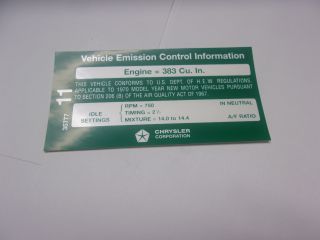 Vehicle Emission Control Information
Engine = 383 Cu. In.
THIS VEHICLE CONFORMS TO U.S. DEPT OF H.E.W REGULATIONS.
APPLICABLE TO 1970 MODEL YEAR NEW MOTOR VEHICLES PURSUANT
TO SECTION 206 (B) OF THE AIR QUALITY ACT OF 1967.
11
IDLE
SETTINGS
RPM = 750 IN NEUTRAL
TIMING =
MIXTURE = 14.0 to 14.4 A/F RATIO
CHRYSLER
CORPORATION